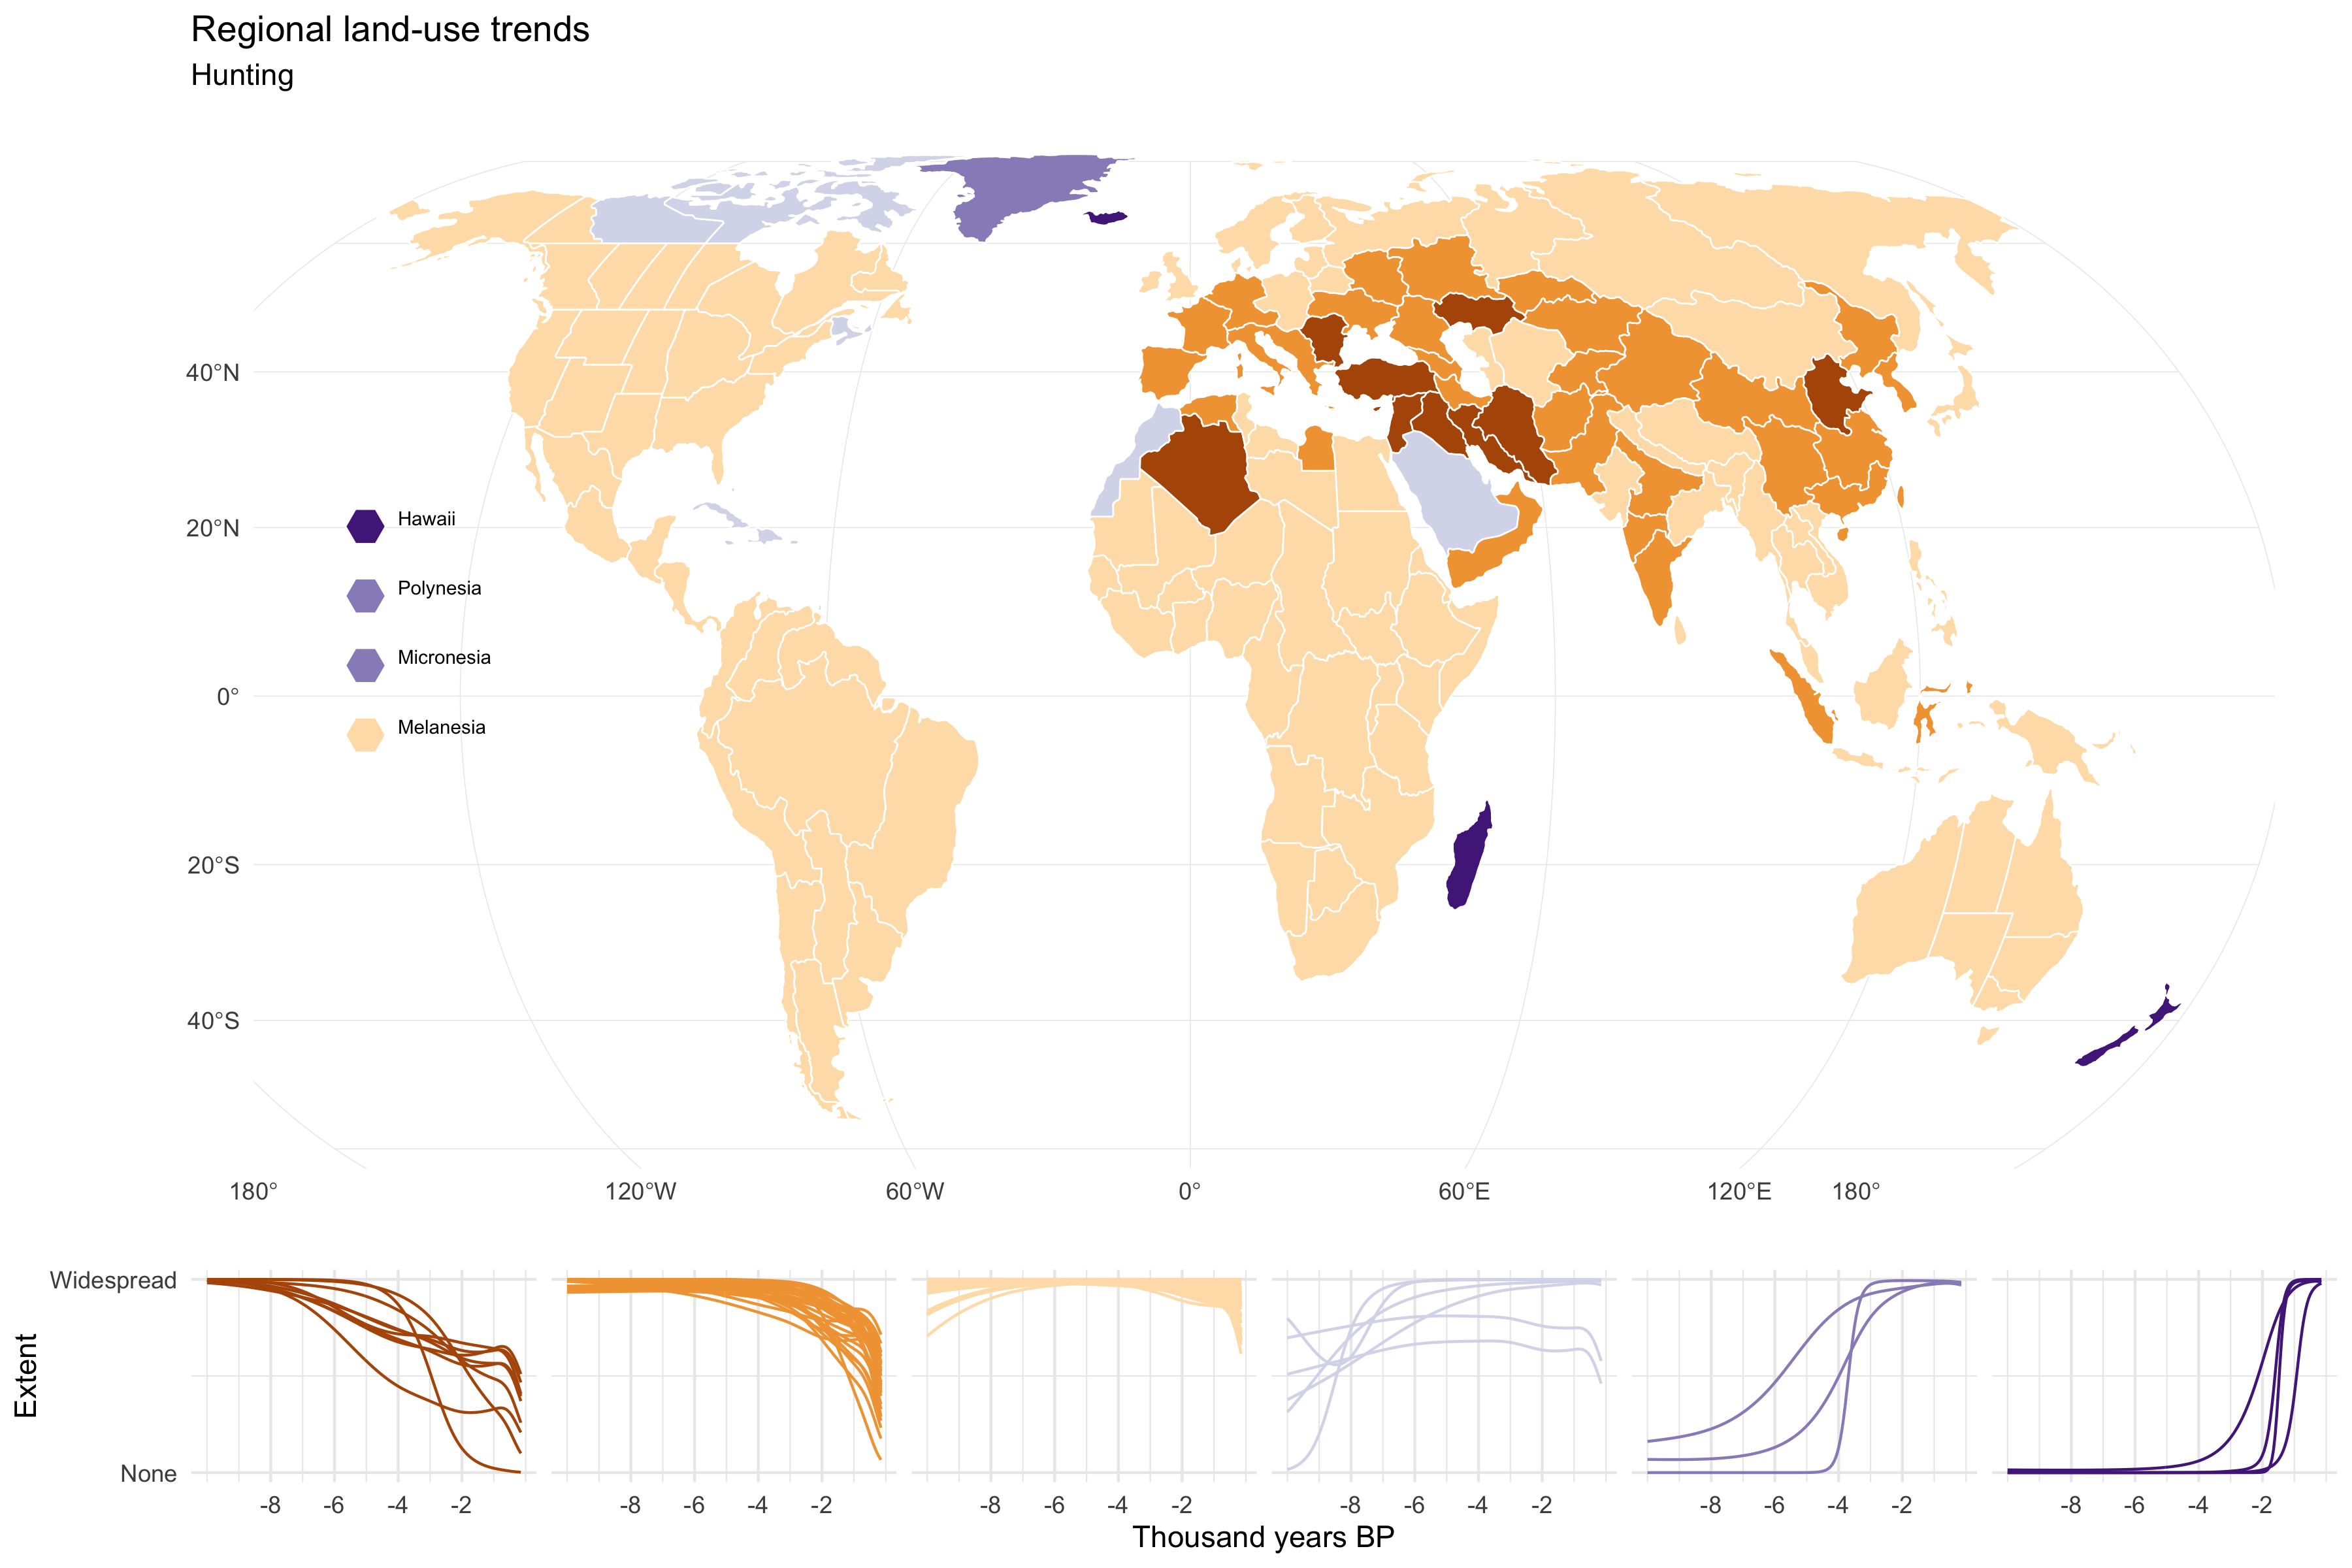 Regional land-use trends
Hunting
40°N
20°N
0°
20°S
40°S
Hawaii
Polynesia
Micronesia
Melanesia
180° 120°W 60°W 0° 60°E 120°E 180°
Extent
Widespread
None
-8 -6 -4 -2 -8 -6 -4 -2 -8 -6 -4 -2 -8 -6 -4 -2 -8 -6 -4 -2 -8 -6 -4 -2
Thousand years BP